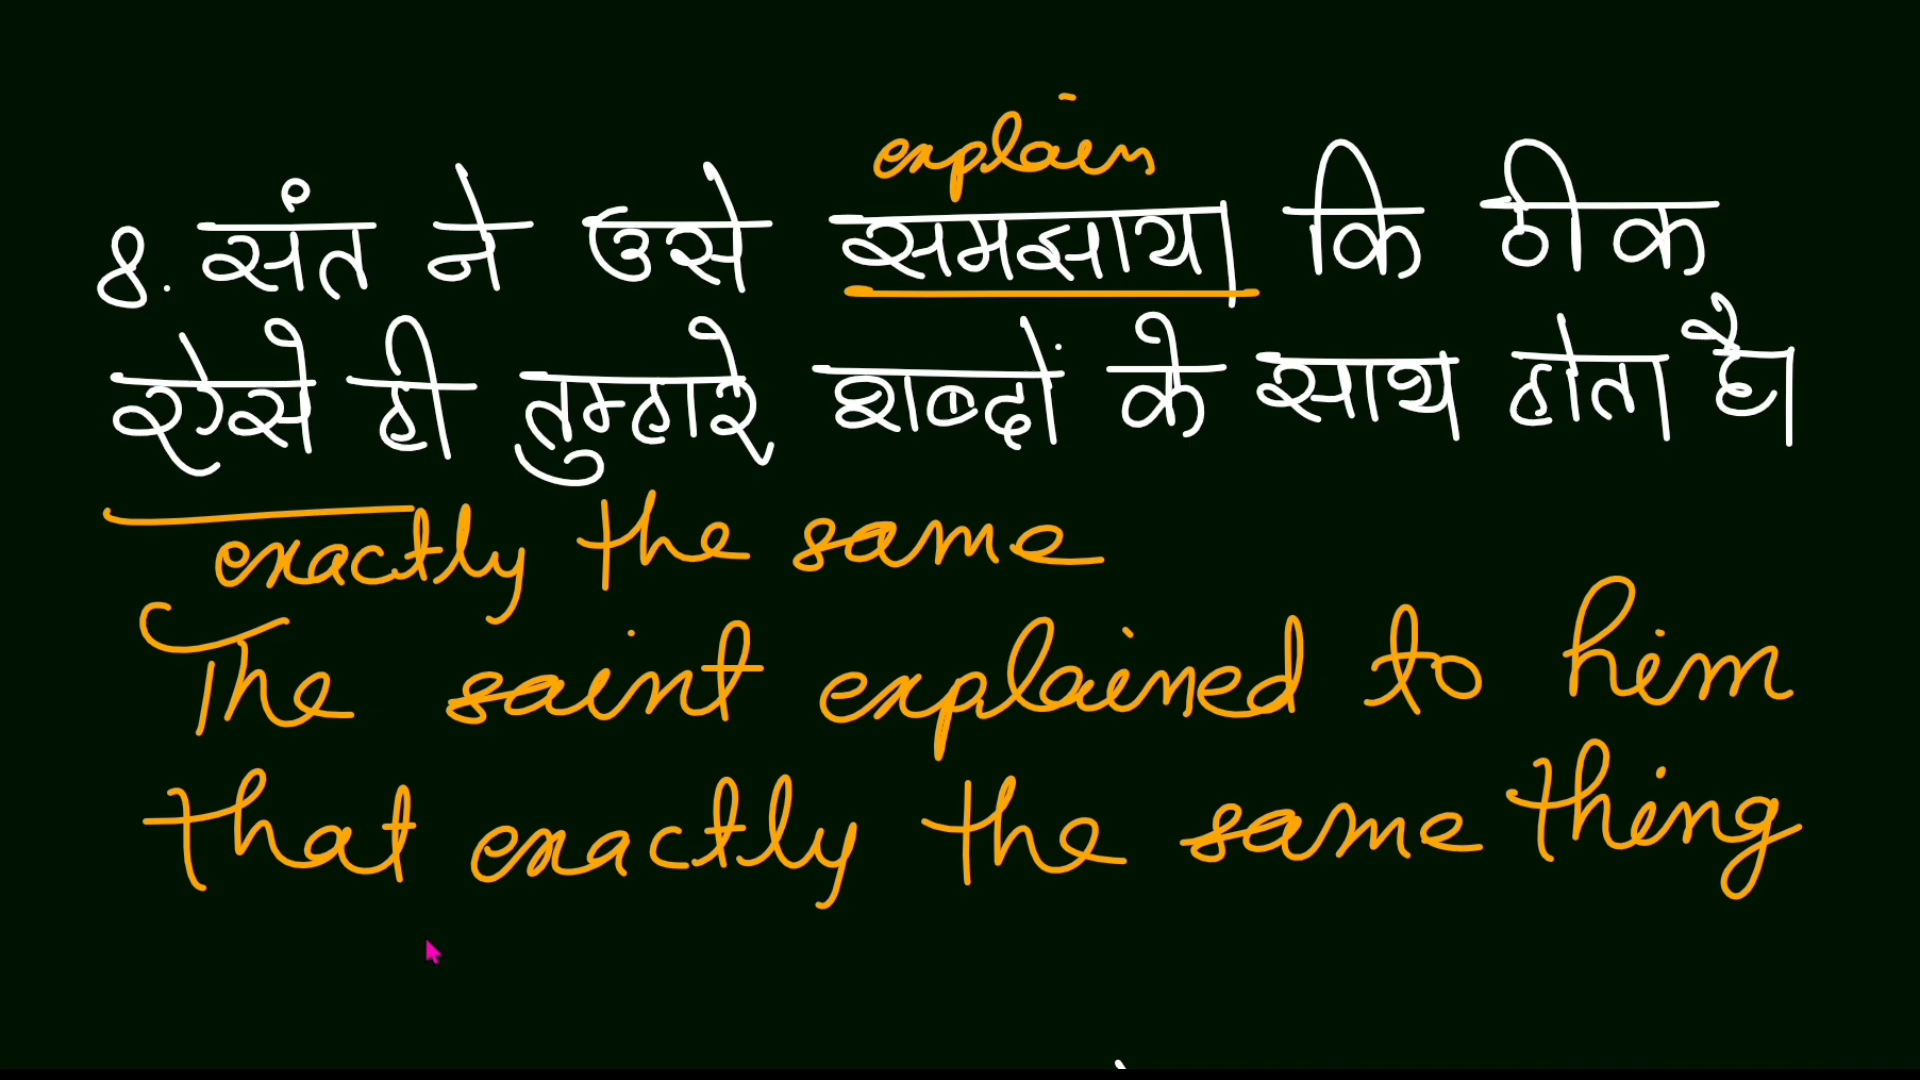 explain
8. संत ने उसे समझाया कि ठीक
ऐसे ही तुम्हारे शब्दों के साथ होता है।
exactly the same
The saint explained to him
that exactly the same thing